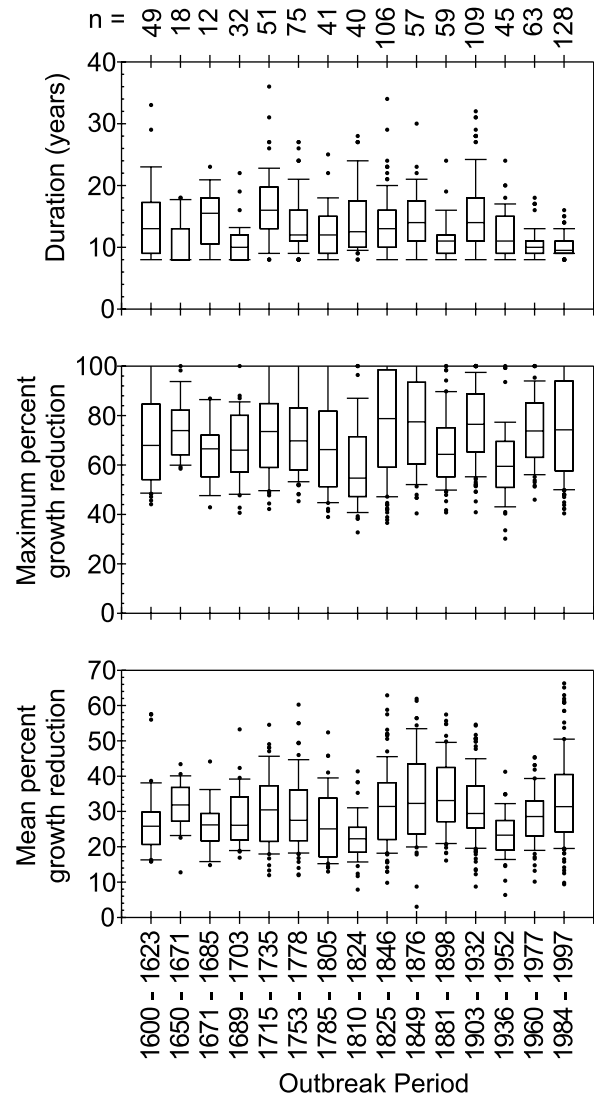 n = 49 18 12 32 51 75 41 40 106 57 59 109 45 63 128
40
30
20
10
0
Duration (years)
100
80
60
40
20
0
Maximum percent
growth reduction
70
60
50
40
30
20
10
0
Mean percent
growth reduction
1600 - 1623
1650 - 1671
1671 - 1685
1689 - 1703
1715 - 1735
1753 - 1778
1785 - 1805
1810 - 1824
1825 - 1846
1849 - 1876
1881 - 1898
1903 - 1932
1936 - 1952
1960 - 1977
1984 - 1997
Outbreak Period